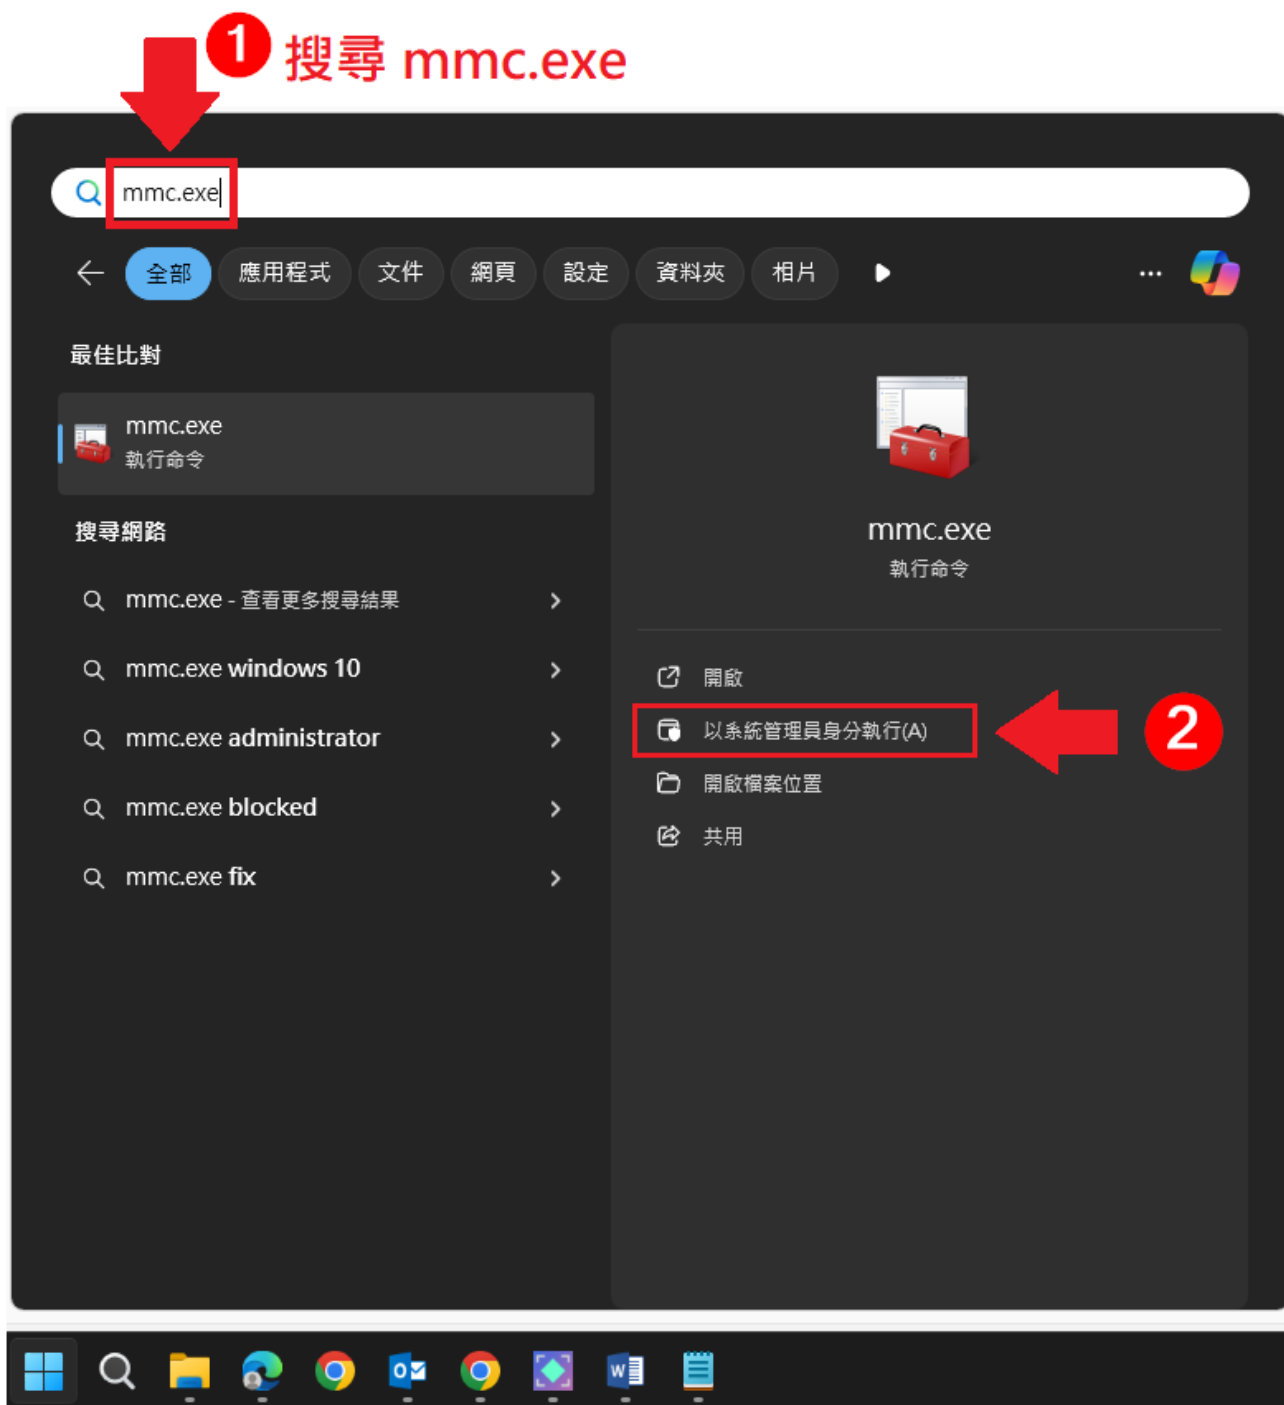 1 搜尋 mmc.exe
mmc.exe
全部 應用程式 文件 網頁 設定 資料夾 相片
最佳比對
mmc.exe
執行命令
搜尋網路
mmc.exe - 查看更多搜尋結果
mmc.exe windows 10
mmc.exe administrator
mmc.exe blocked
mmc.exe fix
mmc.exe
執行命令
開啟
以系統管理員身分執行(A)
2
開啟檔案位置
共用